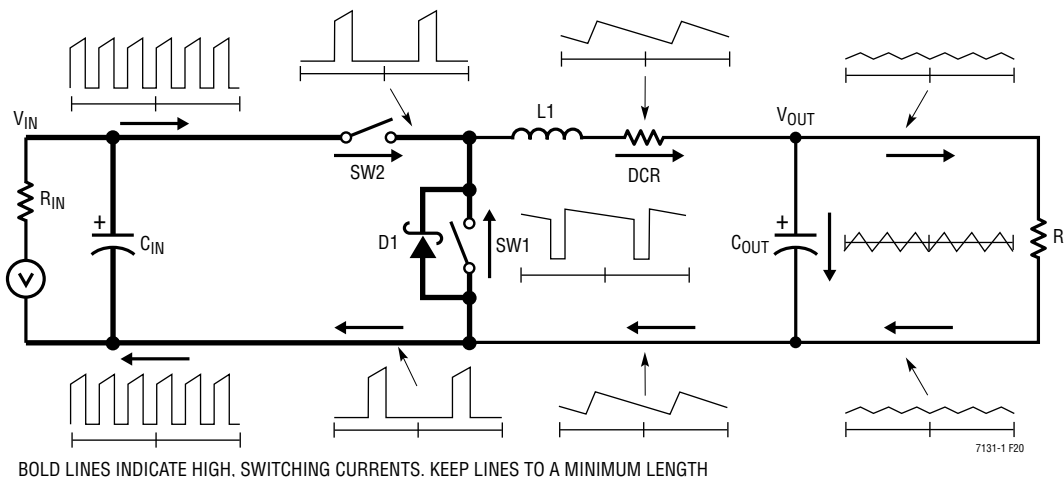 VIN
L1
VOUT
SW2
DCR
RIN
+
CIN
D1
SW1
+
COUT
R
V
7131-1 F20
BOLD LINES INDICATE HIGH, SWITCHING CURRENTS. KEEP LINES TO A MINIMUM LENGTH